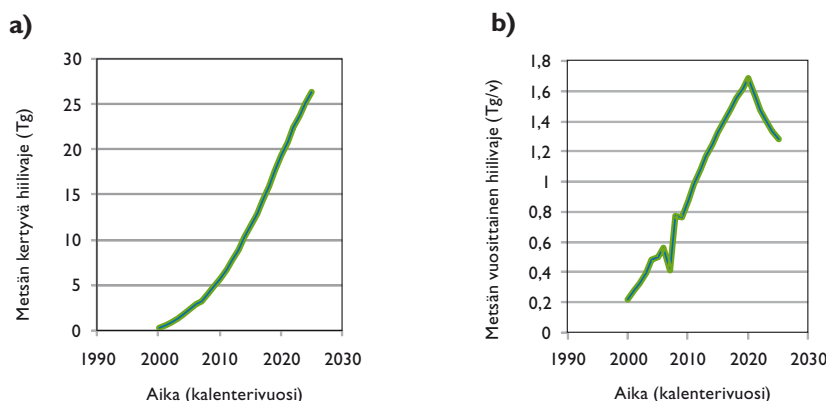 a)
Metsän kertyvä hiilivaje (Tg)
30
25
20
15
10
5
0
1990 2000 2010 2020 2030
Aika (kalenterivuosi)
b)
Metsän vuosittainen hiilivaje (Tg/v)
1,8
1,6
1,4
1,2
1
0,8
0,6
0,4
0,2
0
1990 2000 2010 2020 2030
Aika (kalenterivuosi)